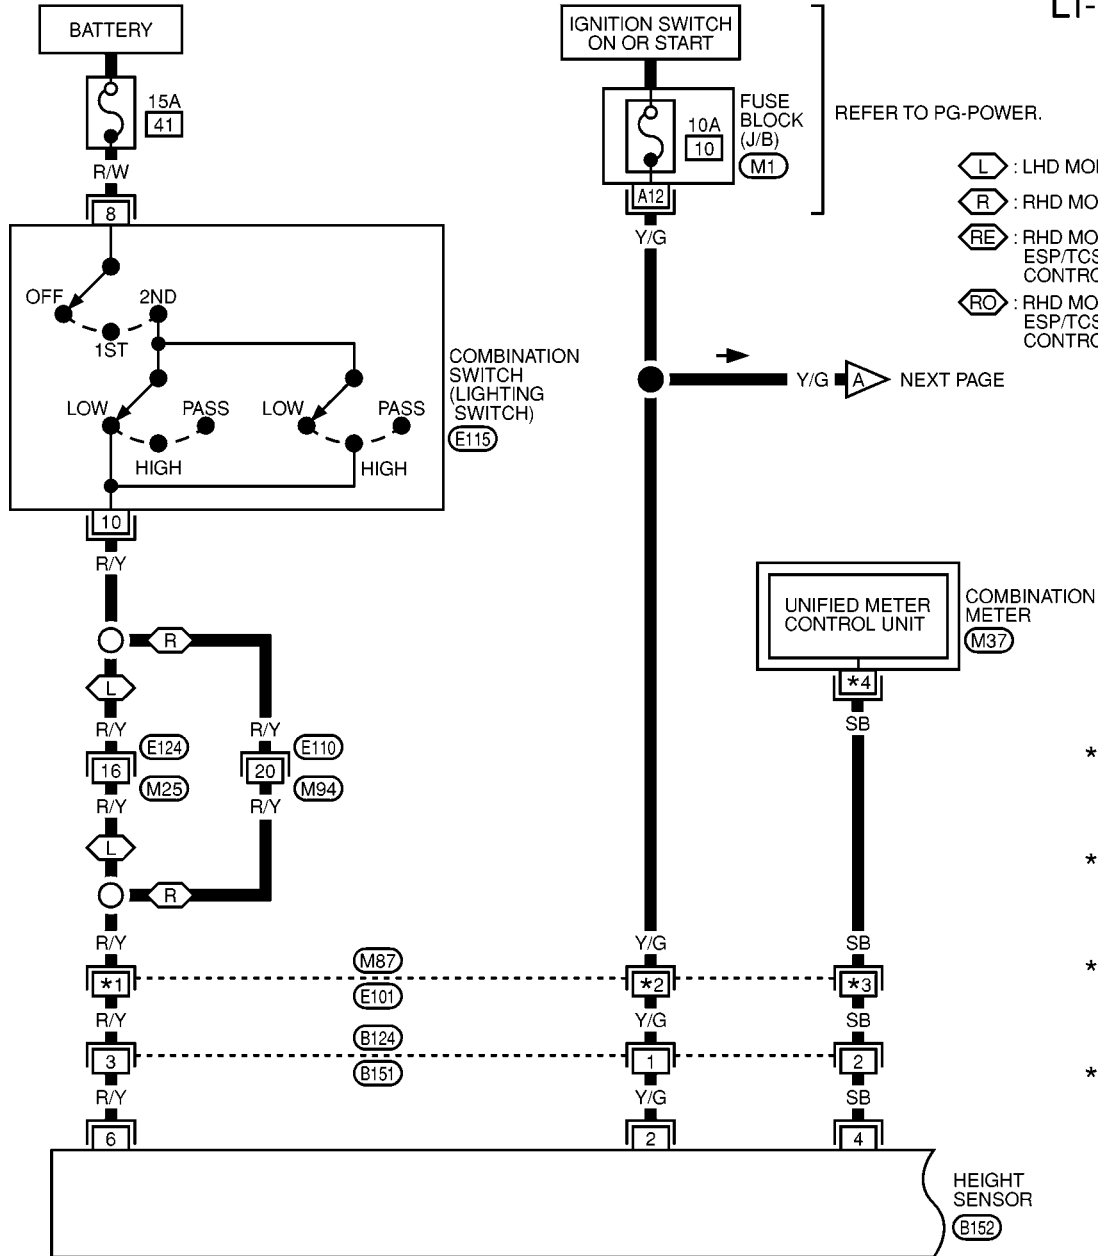 LT-
BATTERY
IGNITION SWITCH
ON OR START
15A
41
FUSE
BLOCK
(J/B)
M1
10A
10
REFER TO PG-POWER.
R/W
8
A12
Y/G
L : LHD MO
R : RHD MO
RE : RHD MO
ESP/TCS
CONTRO
RO : RHD MO
ESP/TCS
CONTRO
OFF
2ND
1ST
LOW
PASS
LOW
PASS
HIGH
HIGH
COMBINATION
SWITCH
(LIGHTING
SWITCH)
E115
Y/G
A
NEXT PAGE
10
R/Y
R
L
UNIFIED METER
CONTROL UNIT
COMBINATION
METER
M37
*4
SB
R/Y
R/Y
16
E124
M25
20
E110
M94
R/Y
R/Y
L
R
*
*
*
*
R/Y
Y/G
SB
*1
M87
E101
*2
*3
R/Y
Y/G
SB
3
B124
B151
1
2
R/Y
Y/G
SB
6
2
4
HEIGHT
SENSOR
B152